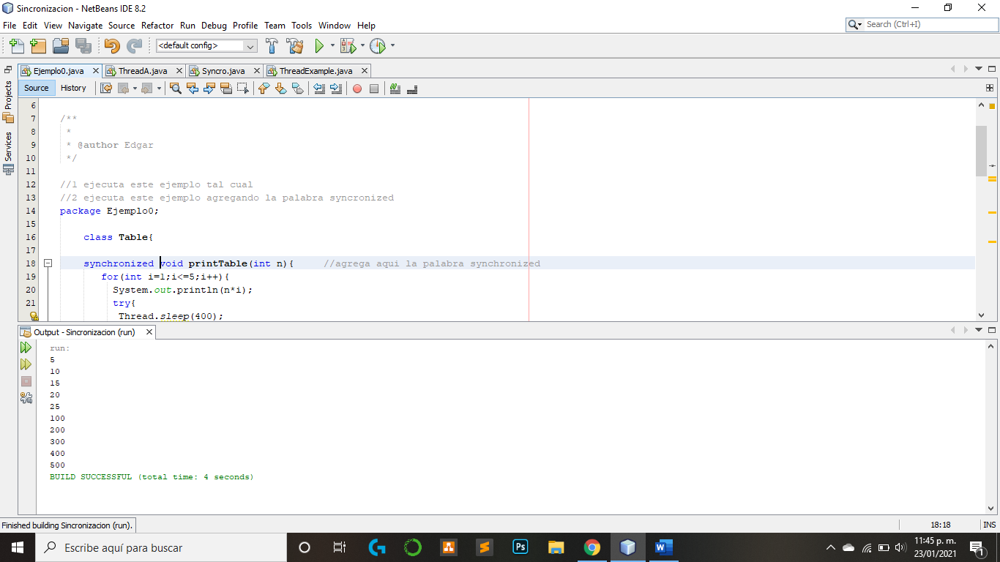 Sincronizacion - NetBeans IDE 8.2
File Edit View Navigate Source Refactor Run Debug Profile Team Tools Window Help
Search (Ctrl+I)
<default config>
Ejemplo0.java ThreadA.java Syncro.java ThreadExample.java
Source History
Projects
Services
6
7 /**
8 *
9 * @author Edgar
10 */
11
12 //1 ejecuta este ejemplo tal cual
13 //2 ejecuta este ejemplo agregando la palabra syncronized
14 package Ejemplo0;
15
16 class Table{
17
18 synchronized void printTable(int n){ //agrega aqui la palabra synchronized
19 for(int i=1;i<=5;i++){
20 System.out.println(n*i);
21 try{
Thread.sleep(400);
Output - Sincronizacion (run)
run:
5
10
15
20
25
100
200
300
400
500
BUILD SUCCESSFUL (total time: 4 seconds)
Finished building Sincronizacion (run).
18:18 INS
Escribe aquí para buscar
Ps
W
11:45 p. m.
23/01/2021
1